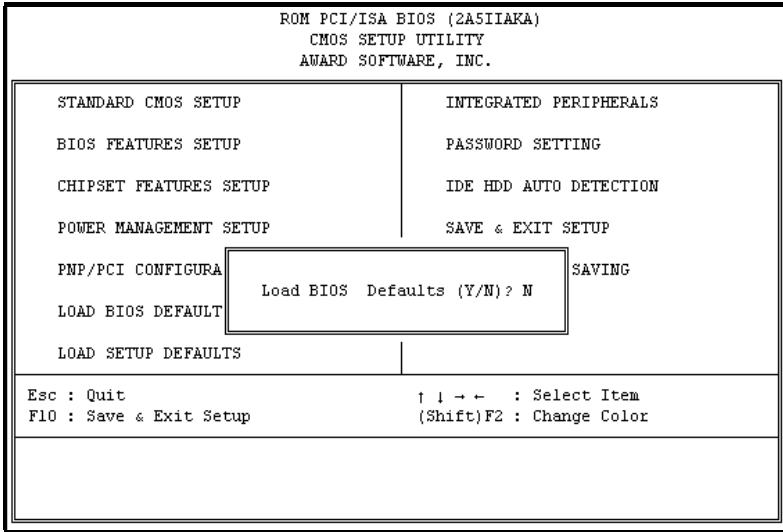 ROM PCI/ISA BIOS (2A5IIAKA)
CMOS SETUP UTILITY
AWARD SOFTWARE, INC.
STANDARD CMOS SETUP
BIOS FEATURES SETUP
CHIPSET FEATURES SETUP
POWER MANAGEMENT SETUP
PNP/PCI CONFIGURA
LOAD BIOS DEFAULT
LOAD SETUP DEFAULTS
INTEGRATED PERIPHERALS
PASSWORD SETTING
IDE HDD AUTO DETECTION
SAVE & EXIT SETUP
SAVING
Load BIOS Defaults (Y/N)? N
Esc : Quit
F10 : Save & Exit Setup
↑ ↓ → ← : Select Item
(Shift)F2 : Change Color